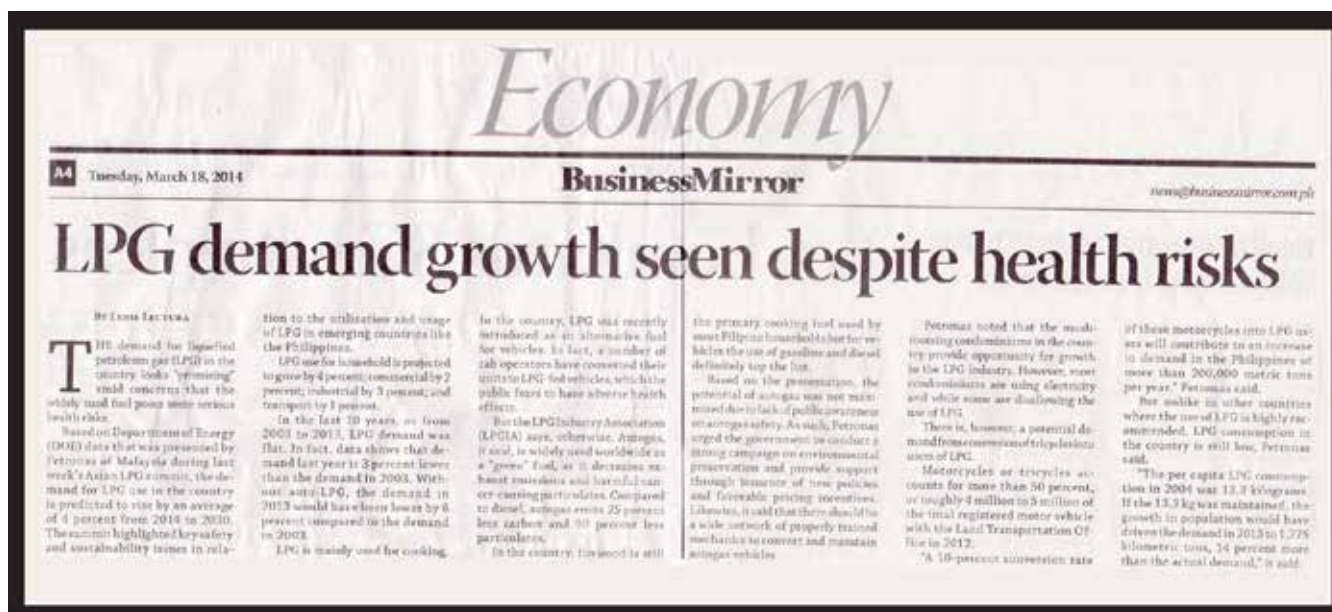 Economy
A4 Tuesday, March 18, 2014
BusinessMirror
news@businessmirror.com.ph
LPG demand growth seen despite health risks
BY LENIE LECTURA
THE demand for liquefied
petroleum gas (LPG) in the
country looks "promising"
amid concerns that the
widely used fuel poses some serious
health risks.
Based on Department of Energy
(DOE) data that was presented by
Petronas of Malaysia during last
week's Asian LPG summit, the de-
mand for LPG use in the country
is predicted to rise by an average
of 4 percent from 2014 to 2030.
The summit highlighted key safety
and sustainability issues in rela-
tion to the utilization and usage
of LPG in emerging countries like
the Philippines.
LPG use for household is projected
to grow by 4 percent; commercial by 2
percent; industrial by 3 percent; and
transport by 1 percent.
In the last 10 years, or from
2003 to 2013, LPG demand was
flat. In fact, data shows that de-
mand last year is 3 percent lower
than the demand in 2003. With-
out auto-LPG, the demand in
2013 would have been lower by 6
percent compared to the demand
in 2003.
LPG is mainly used for cooking.
In the country, LPG was recently
introduced as an alternative fuel
for vehicles. In fact, a number of
cab operators have converted their
units to LPG-fed vehicles, which the
public fears to have adverse health
effects.
But the LPG Industry Association
(LPGIA) says, otherwise. Autogas,
it said, is widely used worldwide as
a "green" fuel, as it decreases ex-
haust emissions and harmful can-
cer-causing particulates. Compared
to diesel, autogas emits 25 percent
less carbon and 90 percent less
particulates.
In the country, firewood is still
the primary cooking fuel used by
most Filipino households but for ve-
hicles the use of gasoline and diesel
definitely top the list.
Based on the presentation, the
potential of autogas was not maxi-
mized due to lack of public awareness
on autogas safety. As such, Petronas
urged the government to conduct a
strong campaign on environmental
preservation and provide support
through issuance of new policies
and favorable pricing incentives.
Likewise, it said that there should be
a wide network of properly trained
mechanics to convert and maintain
autogas vehicles.
Petronas noted that the mush-
rooming condominiums in the coun-
try provide opportunity for growth
in the LPG industry. However, most
condominiums are using electricity
and while some are disallowing the
use of LPG.
There is, however, a potential de-
mand from conversion of tricycles into
users of LPG.
Motorcycles or tricycles ac-
counts for more than 50 percent,
or roughly 4 million to 5 million of
the total registered motor vehicle
with the Land Transportation Of-
fice in 2012.
"A 10-percent conversion rate
of these motorcycles into LPG us-
ers will contribute to an increase
in demand in the Philippines of
more than 200,000 metric tons
per year," Petronas said.
But unlike in other countries
where the use of LPG is highly rec-
ommended, LPG consumption in
the country is still low, Petronas
said.
"The per capita LPG consump-
tion in 2004 was 13.3 kilograms.
If the 13.3 kg was maintained, the
growth in population would have
driven the demand in 2013 to 1,275
kilometric tons, 14 percent more
than the actual demand," it said.